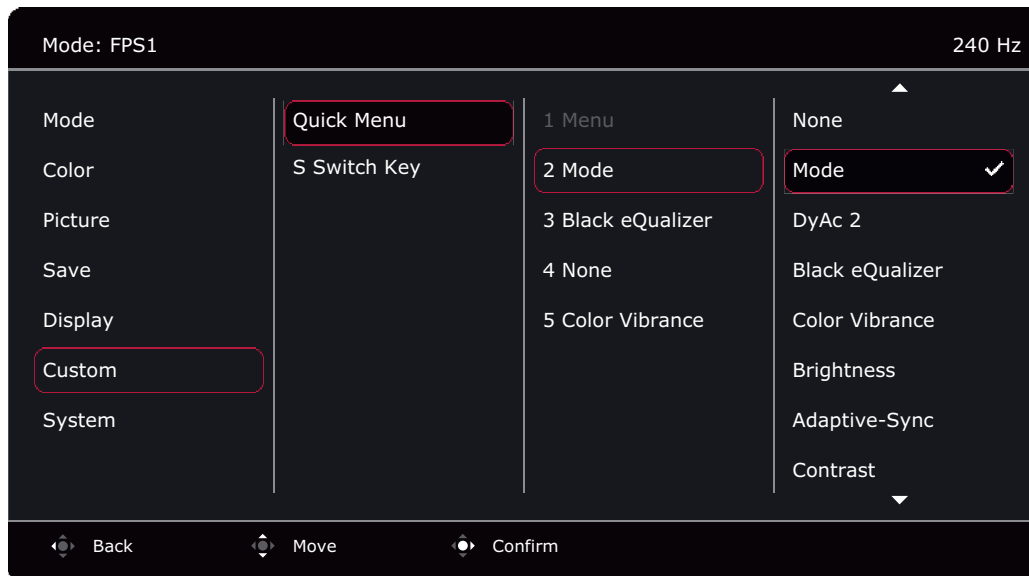 Mode: FPS1
240 Hz
Mode
Color
Picture
Save
Display
Custom
System
Quick Menu
S Switch Key
1 Menu
2 Mode
3 Black eQualizer
4 None
5 Color Vibrance
None
Mode
DyAc 2
Black eQualizer
Color Vibrance
Brightness
Adaptive-Sync
Contrast
Back
Move
Confirm